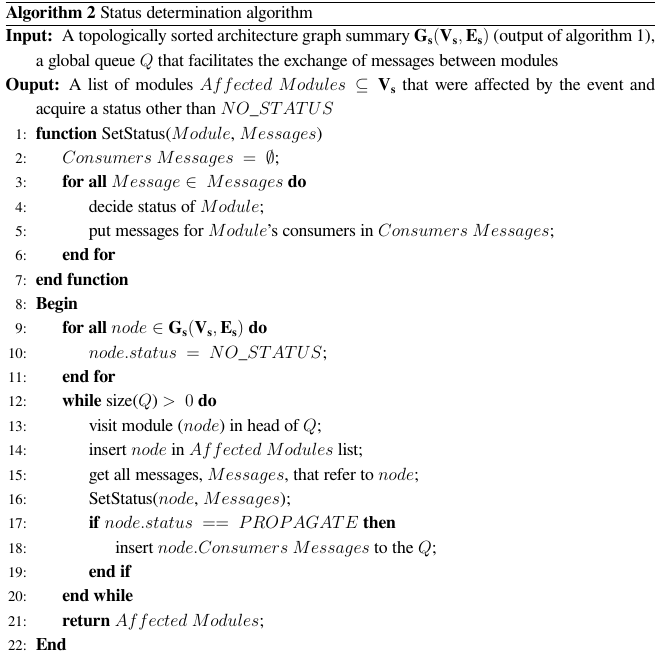 Algorithm 2 Status determination algorithm
Input: A topologically sorted architecture graph summary Gs(Vs, Es) (output of algorithm 1),
a global queue Q that facilitates the exchange of messages between modules
Ouput: A list of modules Affected Modules ⊆ Vs that were affected by the event and
acquire a status other than NO_STATUS
1: function SetStatus(Module, Messages)
2: Consumers Messages = ∅;
3: for all Message ∈ Messages do
4: decide status of Module;
5: put messages for Module's consumers in Consumers Messages;
6: end for
7: end function
8: Begin
9: for all node ∈ Gs(Vs, Es) do
10: node.status = NO_STATUS;
11: end for
12: while size(Q) > 0 do
13: visit module (node) in head of Q;
14: insert node in Affected Modules list;
15: get all messages, Messages, that refer to node;
16: SetStatus(node, Messages);
17: if node.status == PROPAGATE then
18: insert node.Consumers Messages to the Q;
19: end if
20: end while
21: return Affected Modules;
22: End